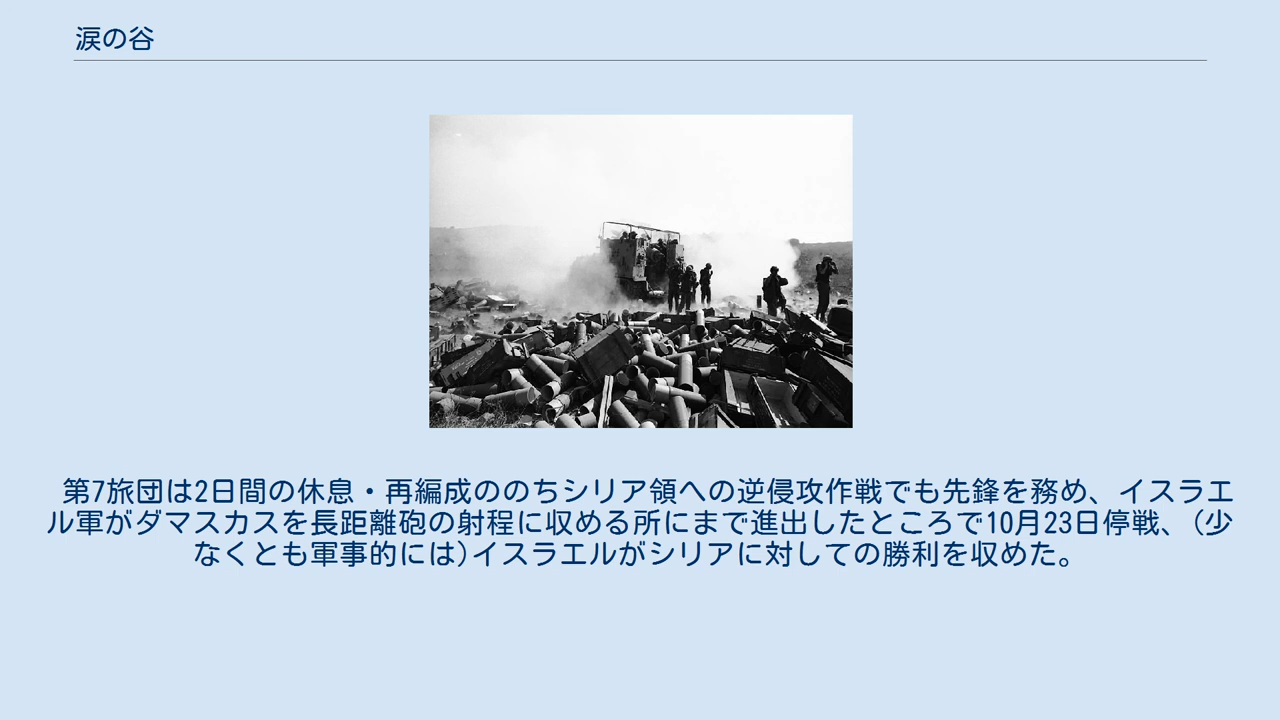 涙の谷
第7旅団は2日間の休息・再編成ののちシリア領への逆侵攻作戦でも先鋒を務め、イスラエ
ル軍がダマスカスを長距離砲の射程に収める所にまで進出したところで10月23日停戦、(少
なくとも軍事的には)イスラエルがシリアに対しての勝利を収めた。